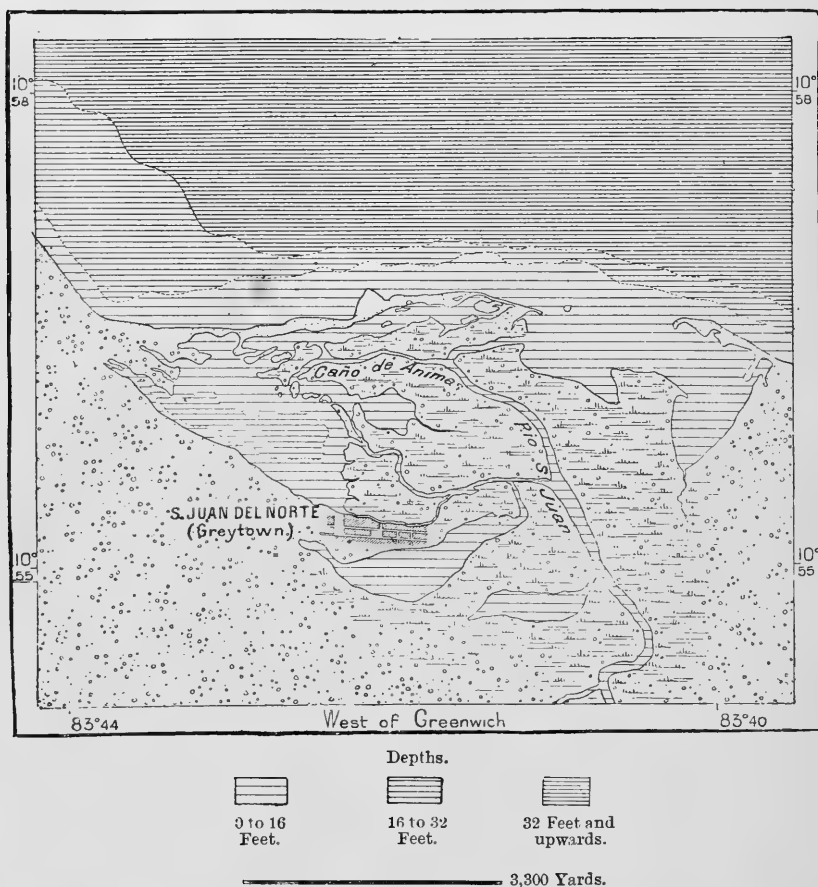 10°
58
10°
58
Caño de Anima
Rio S. Juan
S. JUAN DEL NORTE
(Greytown)
10°
55
10°
55
83°44
West of Greenwich
83°40
Depths.
0 to 16
Feet.
16 to 32
Feet.
32 Feet and
upwards.
3,300 Yards.